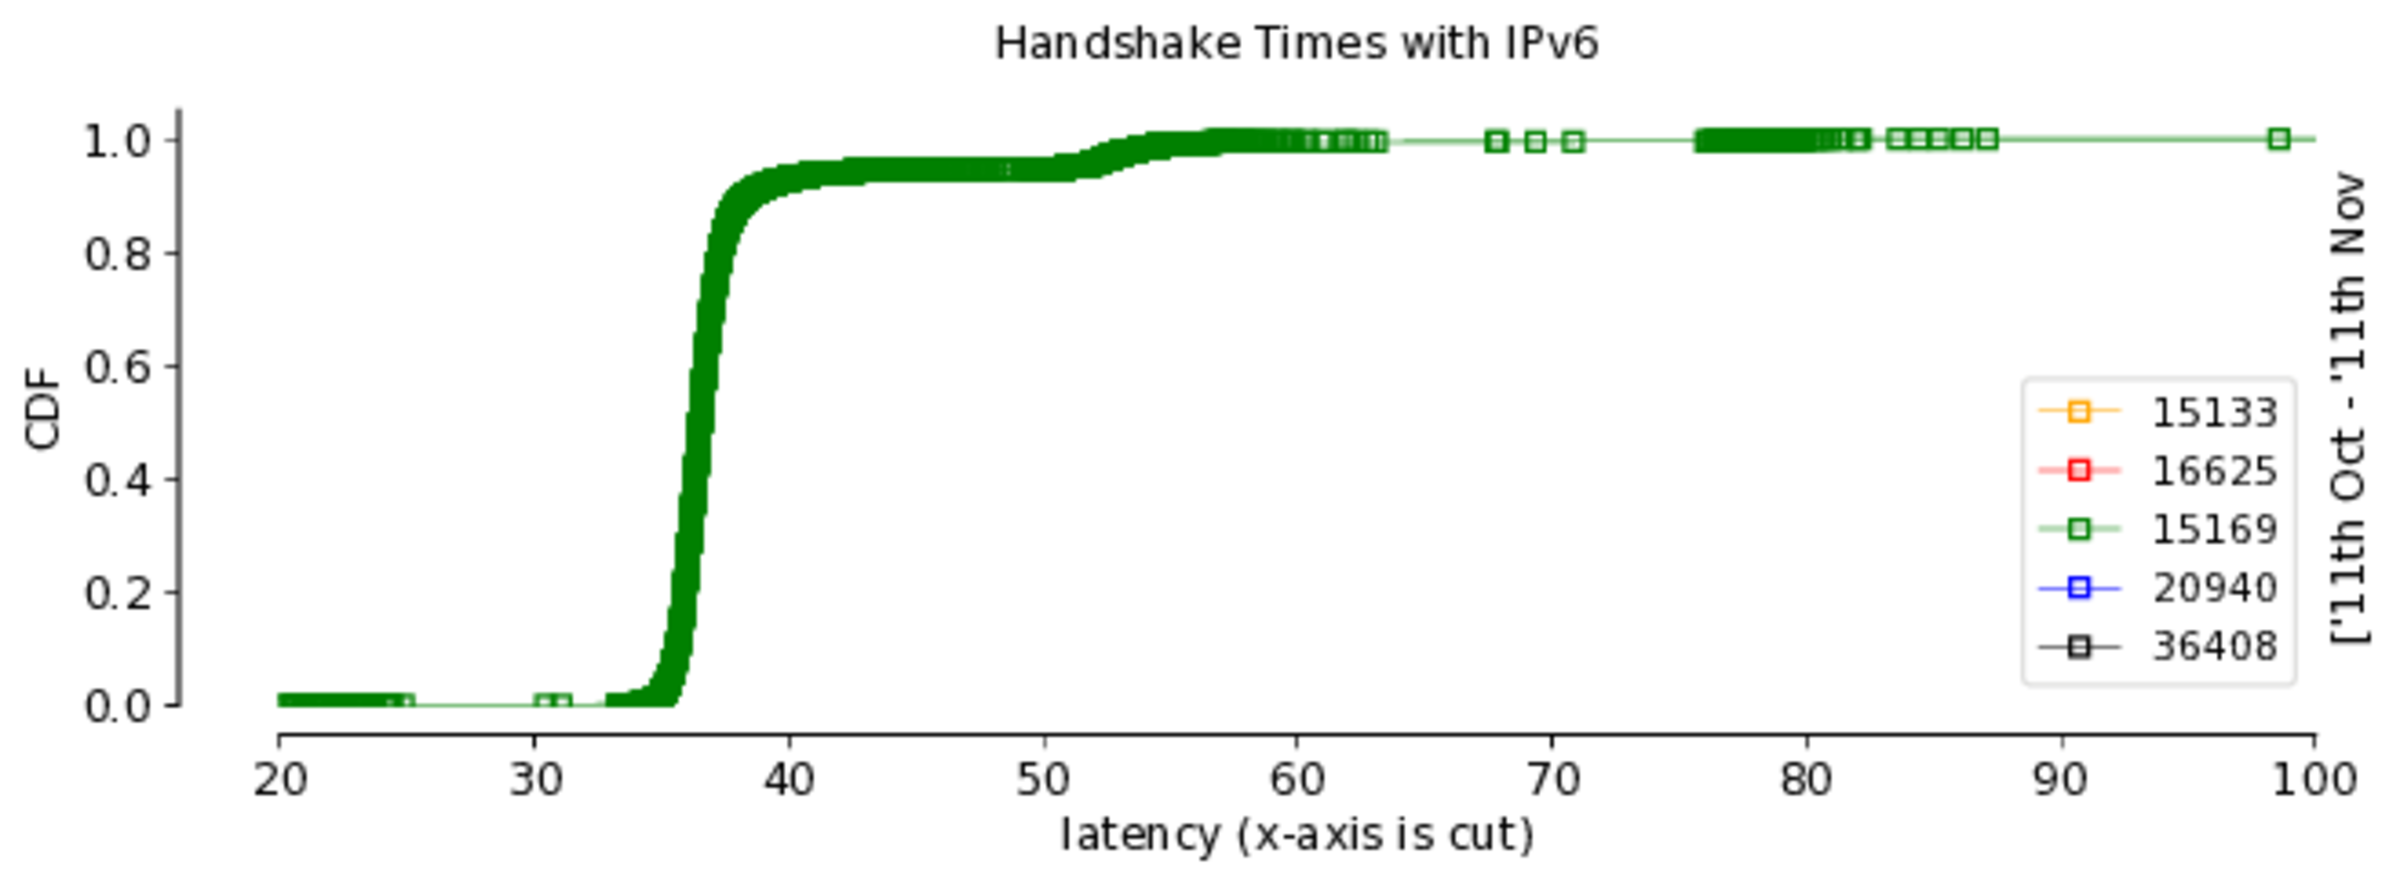 Handshake Times with IPv6
CDF
1.0
0.8
0.6
0.4
0.2
0.0
20 30 40 50 60 70 80 90 100
latency (x-axis is cut)
15133
16625
15169
20940
36408
['11th Oct - '11th Nov